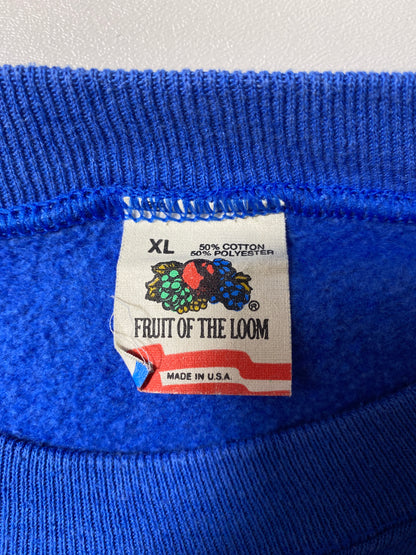 XL
50% COTTON
50% POLYESTER
®
FRUIT OF THE LOOM
MADE IN U.S.A.